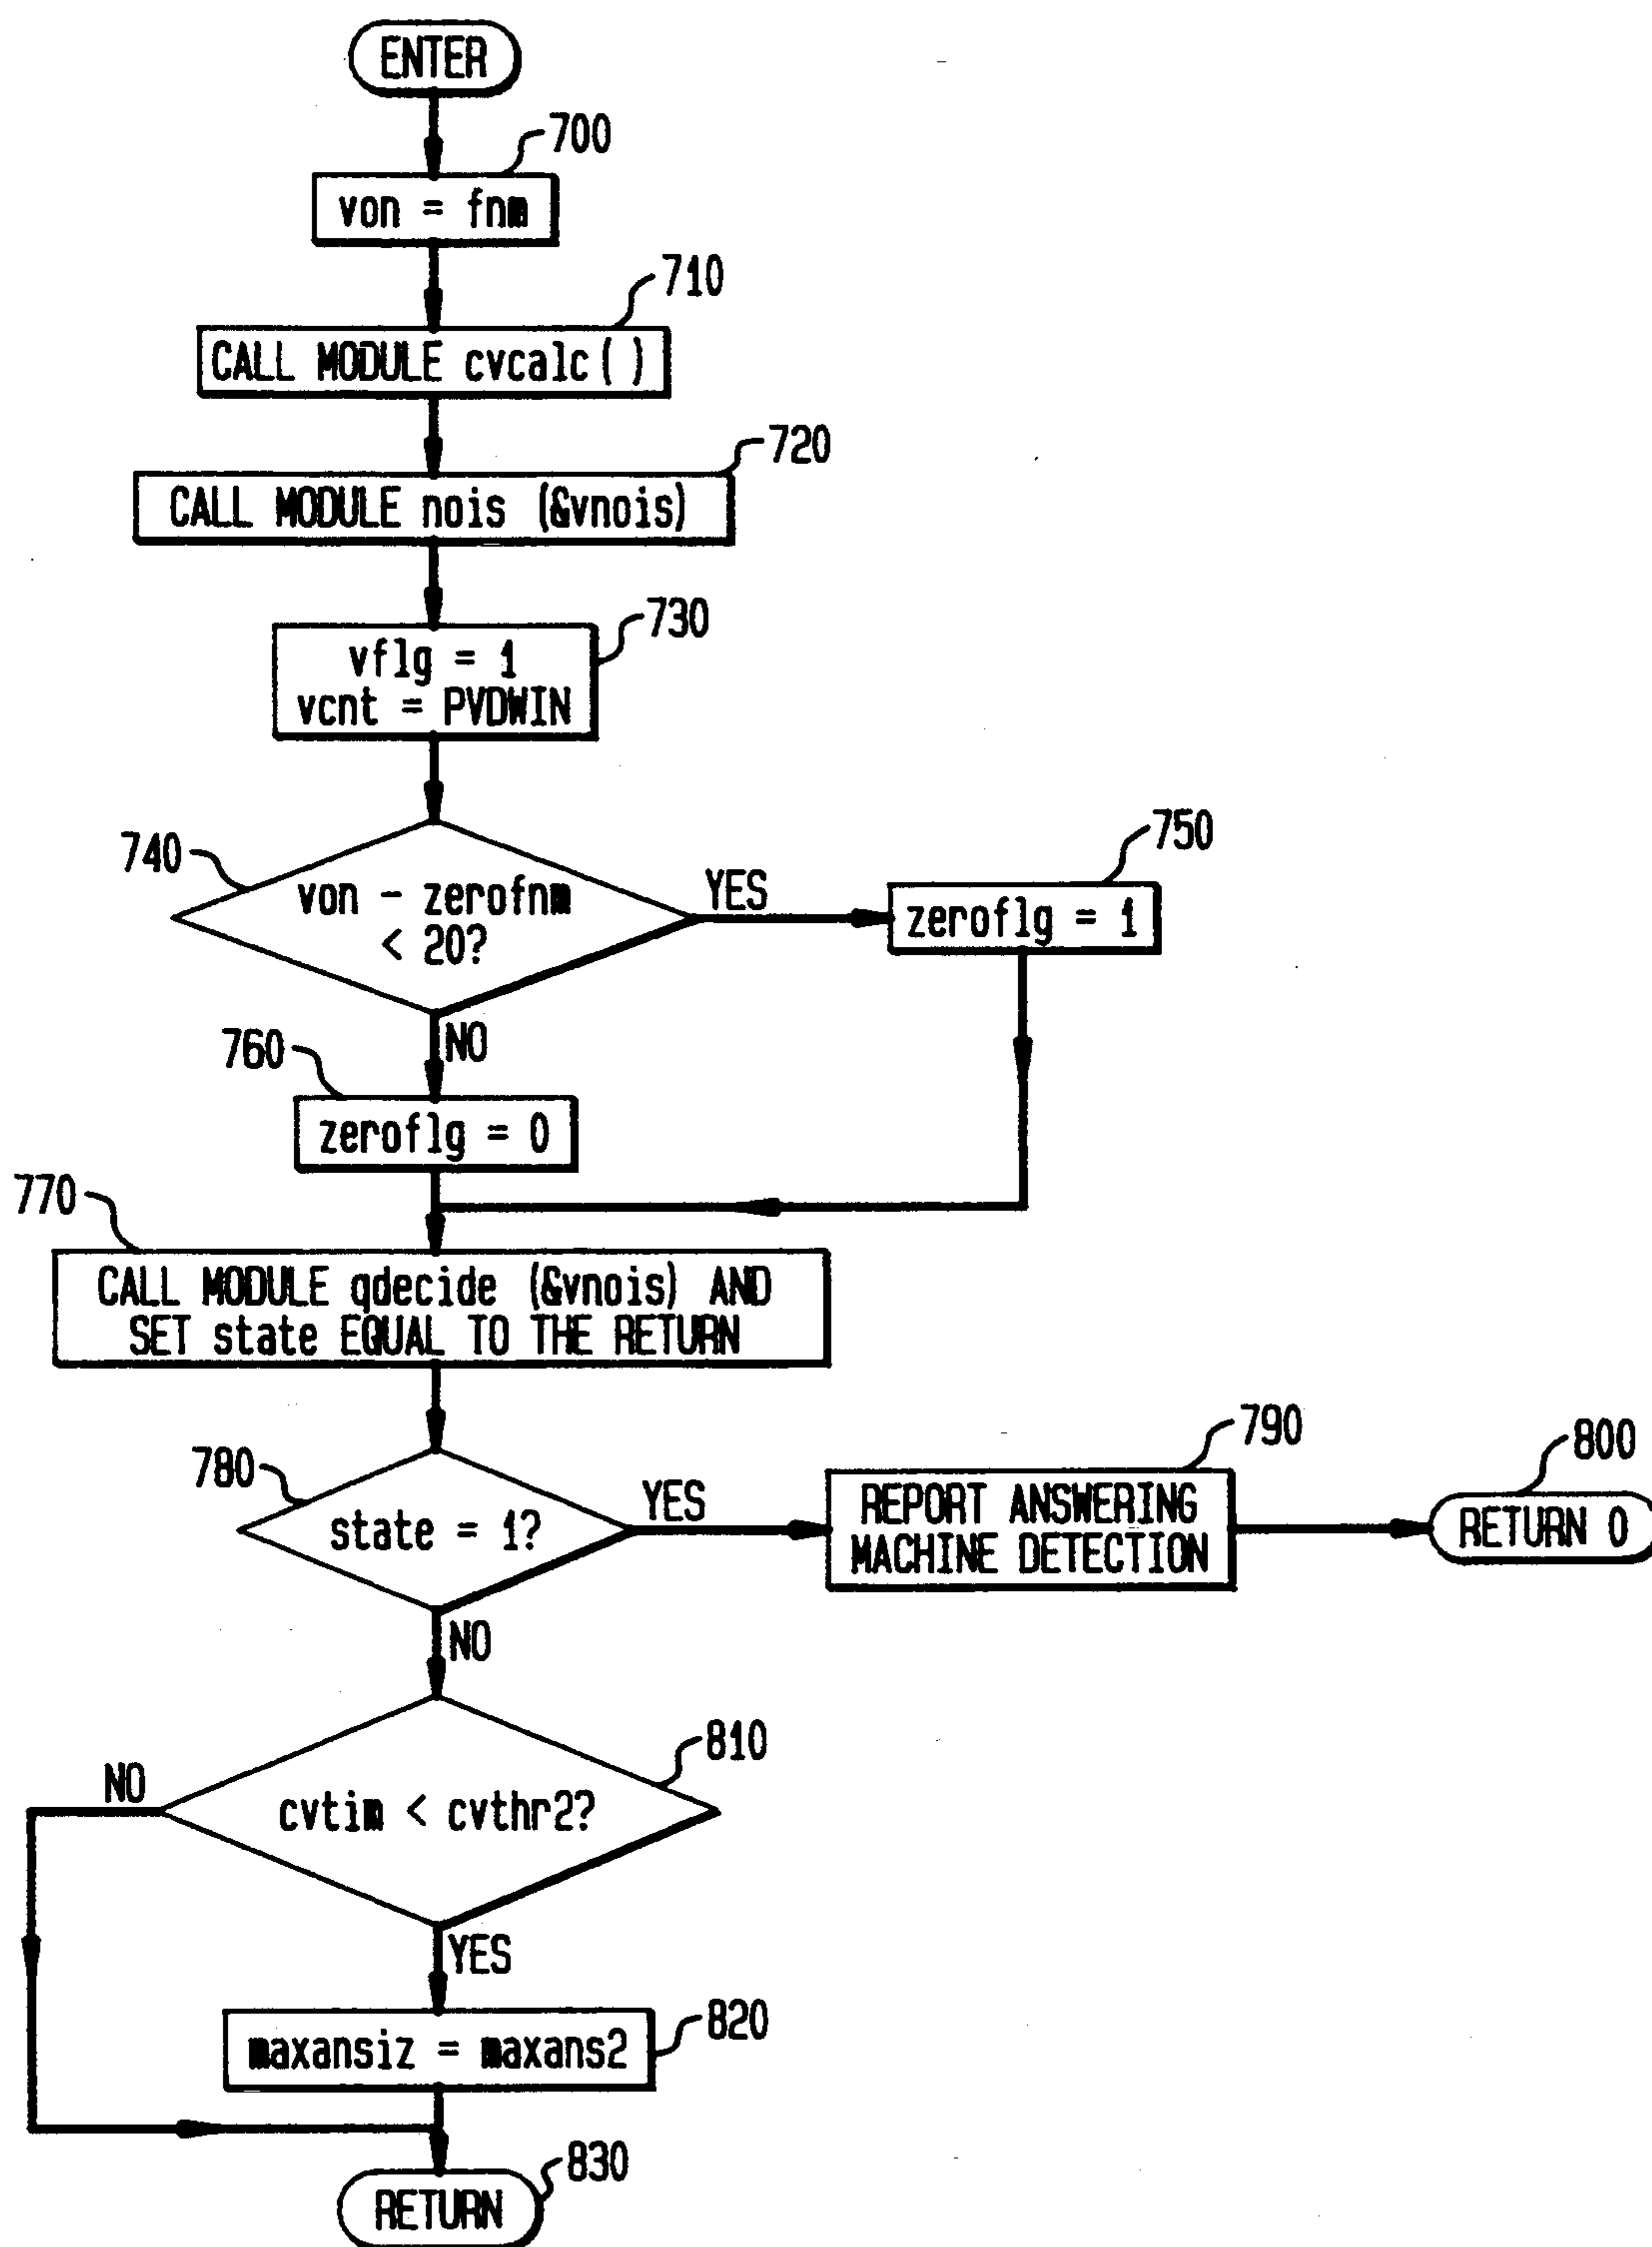 ENTER
700
von = fnm
710
CALL MODULE cvcalc ( )
720
CALL MODULE nois (&vnois)
730
vflg = 1
vcnt = PVDWIN
740
von - zerofnm
< 20?
YES
750
zeroflg = 1
NO
760
zeroflg = 0
770
CALL MODULE qdecide (&vnois) AND
SET state EQUAL TO THE RETURN
780
state = 1?
YES
790
REPORT ANSWERING
MACHINE DETECTION
800
RETURN 0
NO
810
cvtim < cvthr2?
NO
YES
820
maxansiz = maxans2
830
RETURN